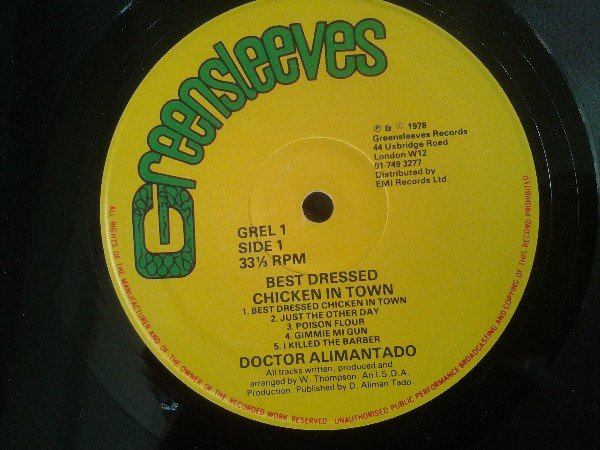 Greensleeves
℗ & © 1978
Greensleeves Records
44 Uxbridge Road
London W12
01-749 3277
Distributed by
EMI Records Ltd.
GREL 1
SIDE 1
33⅓ RPM
BEST DRESSED
CHICKEN IN TOWN
1. BEST DRESSED CHICKEN IN TOWN
2. JUST THE OTHER DAY
3. POISON FLOUR
4. GIMMIE MI GUN
5. I KILLED THE BARBER
DOCTOR ALIMANTADO
All tracks written, produced and
arranged by W. Thompson. An I.S.D.A.
Production. Published by D. Aliman Tado.
ALL RIGHTS OF THE MANUFACTURER AND OF THE OWNER OF THE RECORDED WORK RESERVED UNAUTHORISED PUBLIC PERFORMANCE BROADCASTING AND COPYING OF THIS RECORD PROHIBITED.